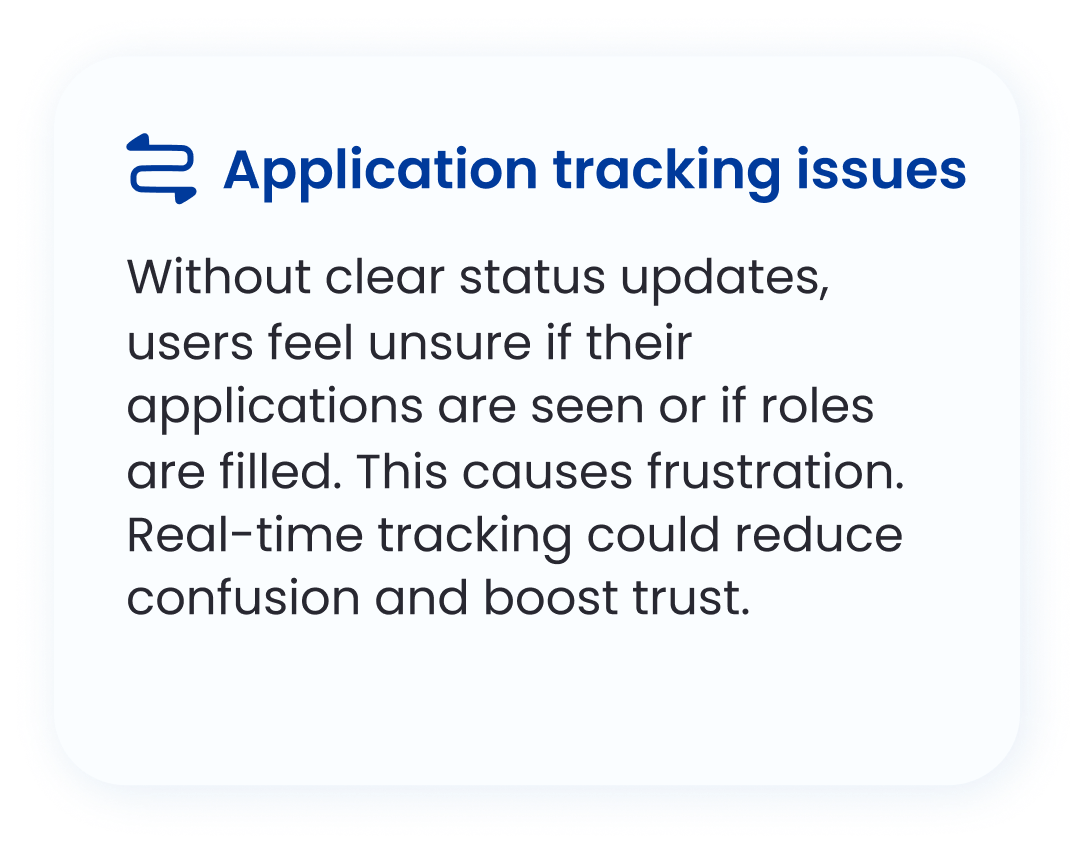 Application tracking issues
Without clear status updates,
users feel unsure if their
applications are seen or if roles
are filled. This causes frustration.
Real-time tracking could reduce
confusion and boost trust.